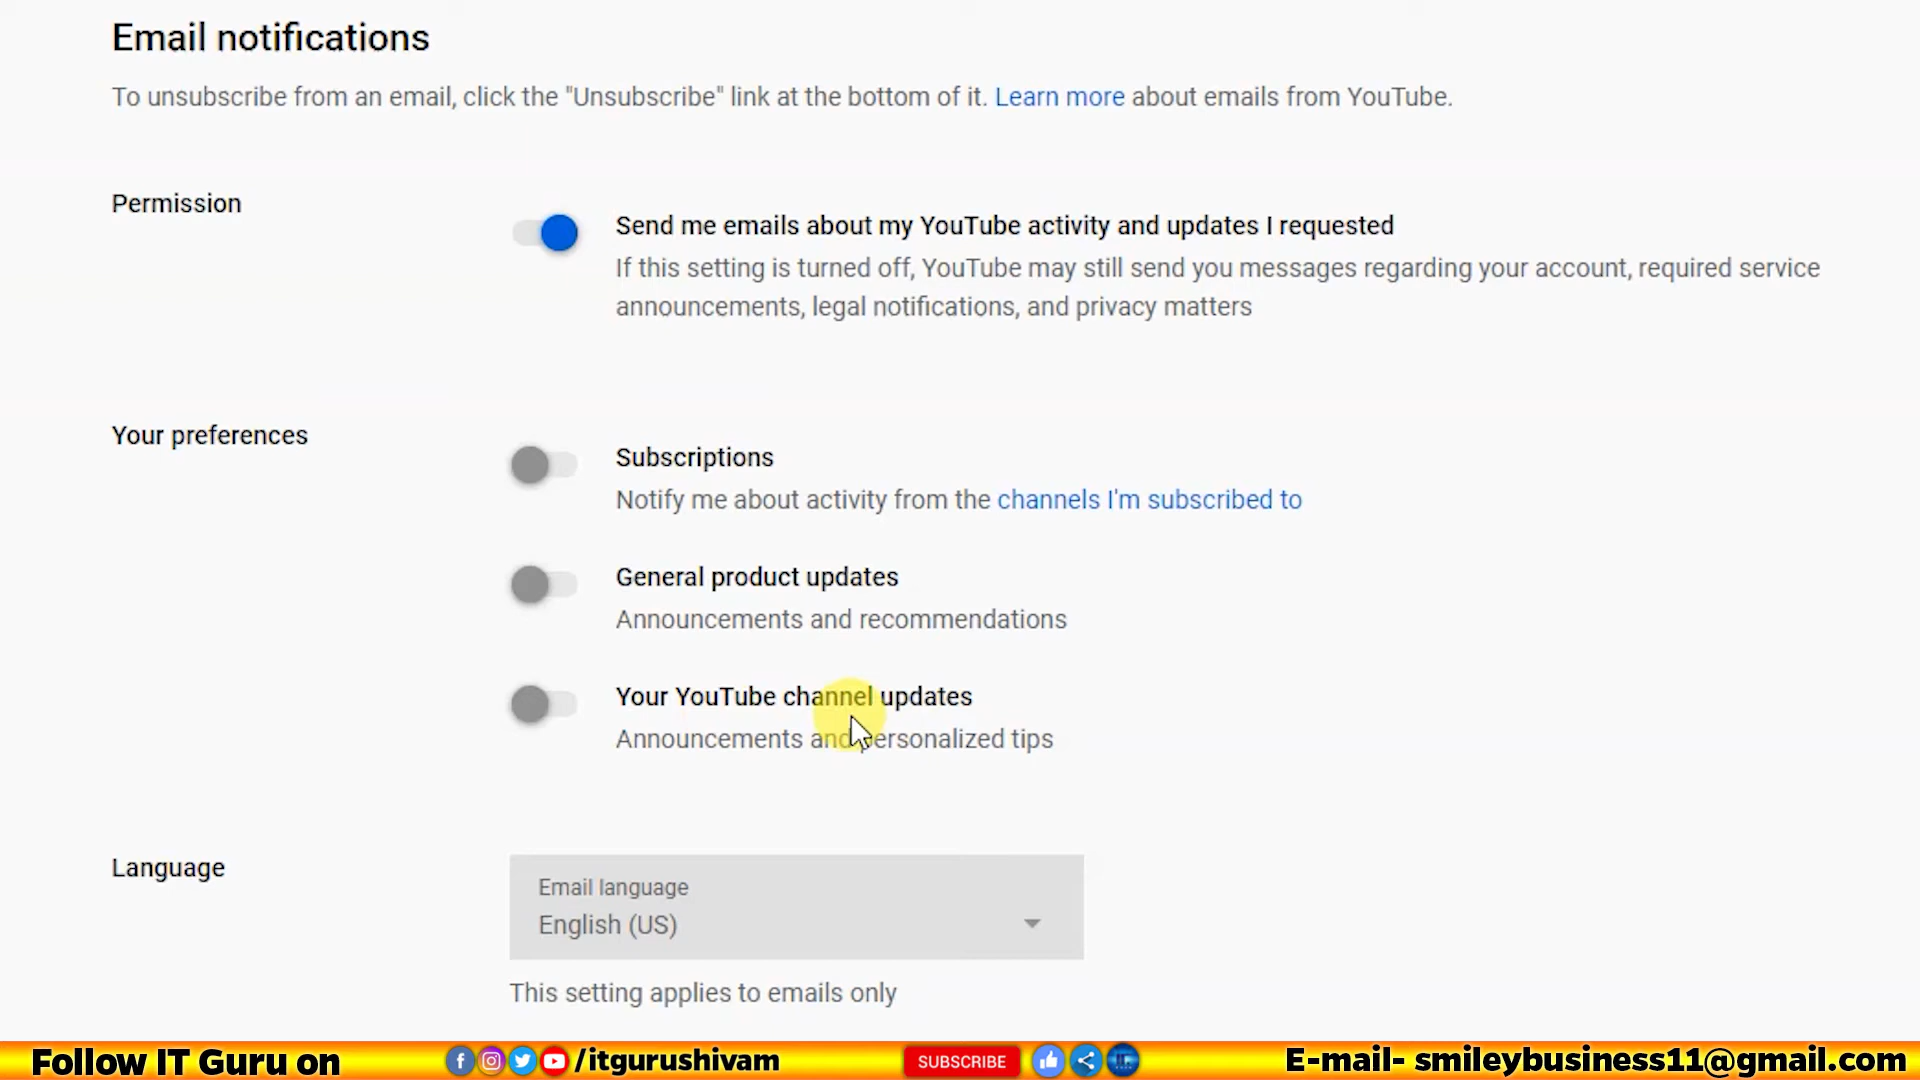 Email notifications
To unsubscribe from an email, click the "Unsubscribe" link at the bottom of it. Learn more about emails from YouTube.
Permission
Send me emails about my YouTube activity and updates I requested
If this setting is turned off, YouTube may still send you messages regarding your account, required service
announcements, legal notifications, and privacy matters
Your preferences
Subscriptions
Notify me about activity from the channels I'm subscribed to
General product updates
Announcements and recommendations
Your YouTube channel updates
Announcements and personalized tips
Language
Email language
English (US)
This setting applies to emails only
Follow IT Guru on /itgurushivam SUBSCRIBE E-mail- smileybusiness11@gmail.com